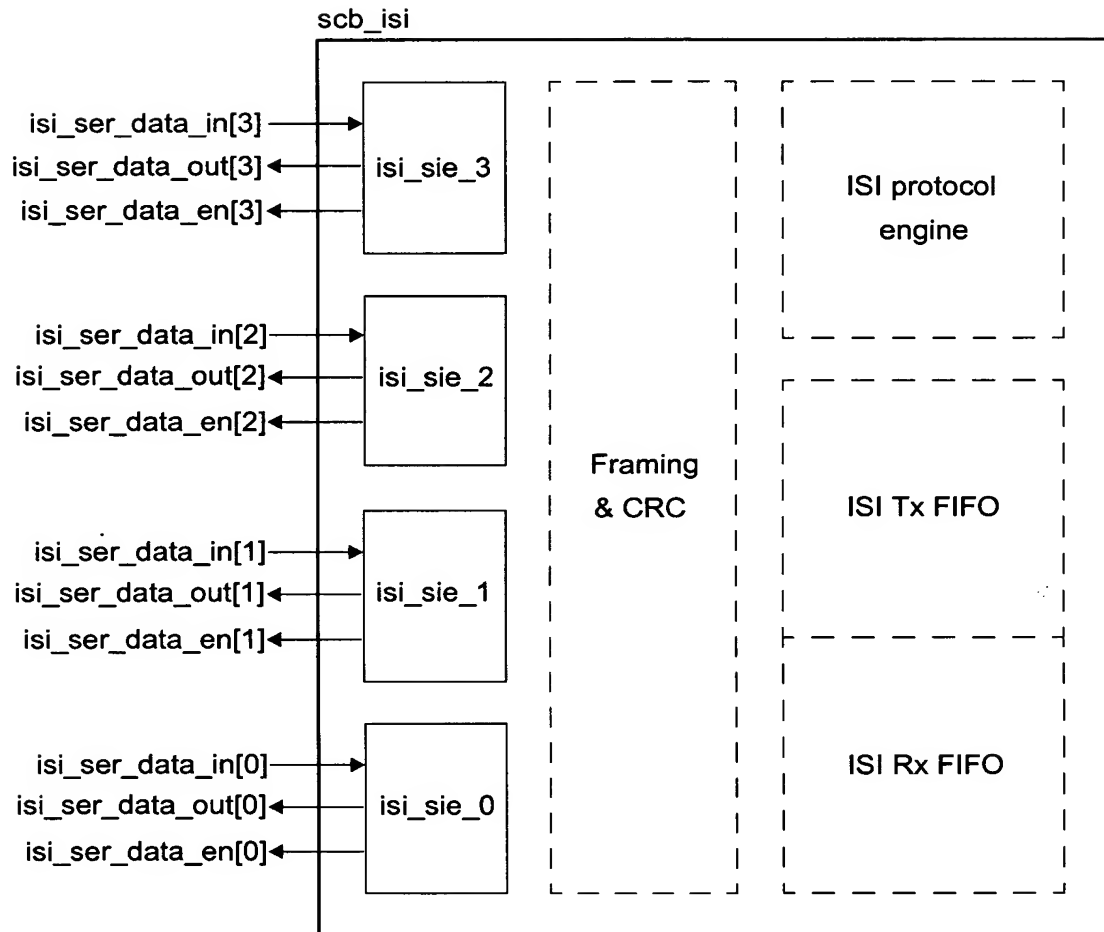 scb_isi
isi_ser_data_in[3]
isi_ser_data_out[3]
isi_ser_data_en[3]
isi_sie_3
isi_ser_data_in[2]
isi_ser_data_out[2]
isi_ser_data_en[2]
isi_sie_2
isi_ser_data_in[1]
isi_ser_data_out[1]
isi_ser_data_en[1]
isi_sie_1
isi_ser_data_in[0]
isi_ser_data_out[0]
isi_ser_data_en[0]
isi_sie_0
Framing
& CRC
ISI protocol
engine
ISI Tx FIFO
ISI Rx FIFO